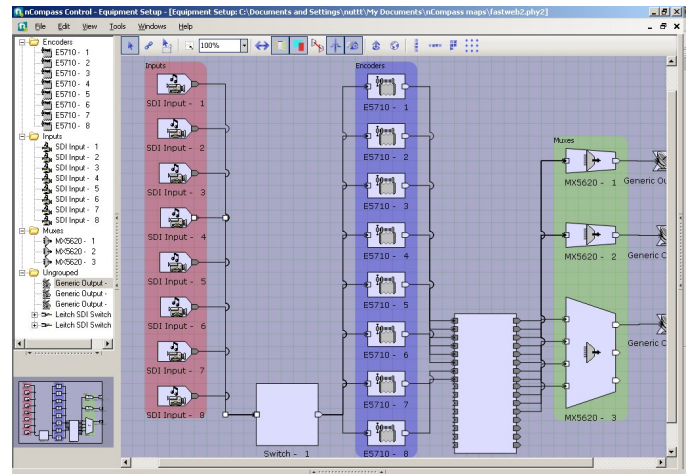 nCompass Control - Equipment Setup - [Equipment Setup: C:\Documents and Settings\nuttt\My Documents\nCompass maps\fastweb2.phy2]
File Edit View Tools Windows Help
100%
Encoders
E5710 - 1
E5710 - 2
E5710 - 3
E5710 - 4
E5710 - 5
E5710 - 6
E5710 - 7
E5710 - 8
Inputs
SDI Input - 1
SDI Input - 2
SDI Input - 3
SDI Input - 4
SDI Input - 5
SDI Input - 6
SDI Input - 7
SDI Input - 8
Muxes
MX5620 - 1
MX5620 - 2
MX5620 - 3
Ungrouped
Generic Output -
Generic Output -
Generic Output -
Leitch SDI Switch
Leitch SDI Switch
Inputs
SDI Input - 1
SDI Input - 2
SDI Input - 3
SDI Input - 4
SDI Input - 5
SDI Input - 6
SDI Input - 7
SDI Input - 8
Switch - 1
Encoders
E5710 - 1
E5710 - 2
E5710 - 3
E5710 - 4
E5710 - 5
E5710 - 6
E5710 - 7
E5710 - 8
Muxes
MX5620 - 1 Generic Ou
MX5620 - 2 Generic O
Generic O
MX5620 - 3